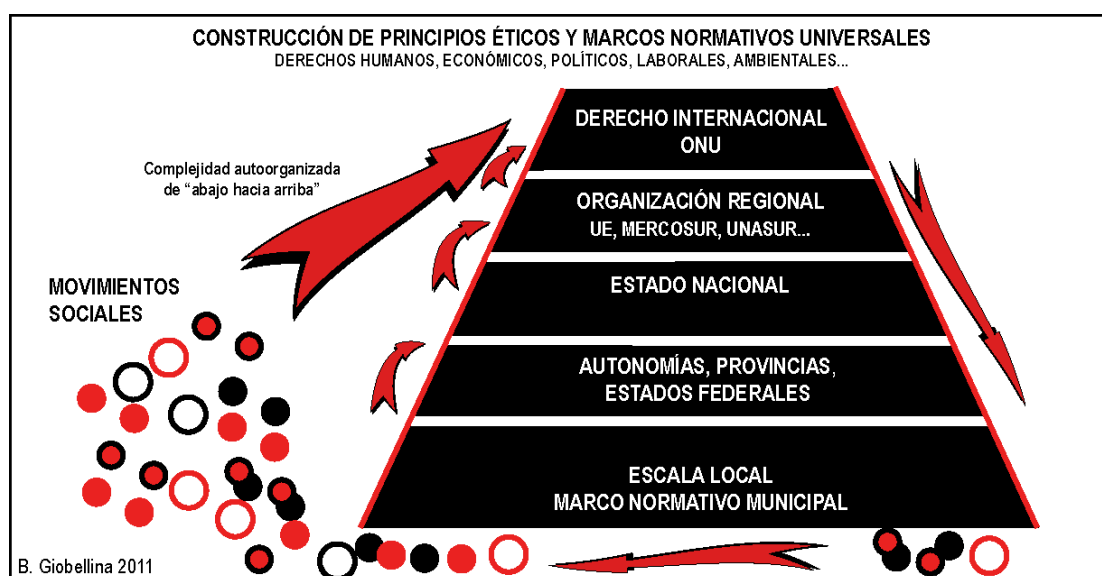 CONSTRUCCIÓN DE PRINCIPIOS ÉTICOS Y MARCOS NORMATIVOS UNIVERSALES
DERECHOS HUMANOS, ECONÓMICOS, POLÍTICOS, LABORALES, AMBIENTALES...
Complejidad autoorganizada
de “abajo hacia arriba”
MOVIMIENTOS
SOCIALES
DERECHO INTERNACIONAL
ONU
ORGANIZACIÓN REGIONAL
UE, MERCOSUR, UNASUR...
ESTADO NACIONAL
AUTONOMÍAS, PROVINCIAS,
ESTADOS FEDERALES
ESCALA LOCAL
MARCO NORMATIVO MUNICIPAL
B. Giobellina 2011